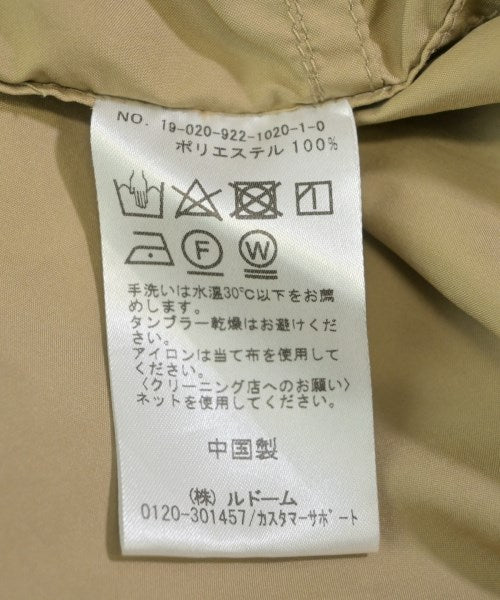 NO. 19-020-922-1020-1-0
ポリエステル 100%
F W
手洗いは水温30℃以下をお薦
めします。
タンブラー乾燥はお避けくだ
さい。
アイロンは当て布を使用して
ください。
〈クリーニング店へのお願い〉
ネットを使用してください。
中国製
(株) ルドーム
0120-301457/カスタマーサポート